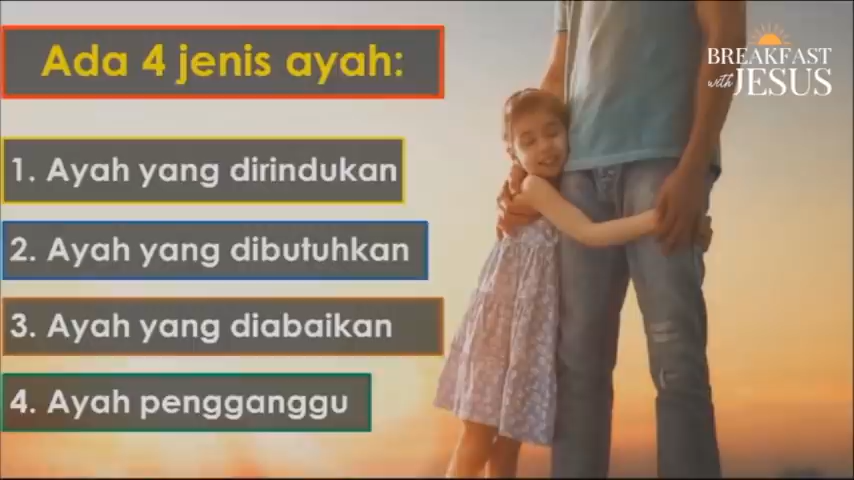 Ada 4 jenis ayah:
BREAKFAST
with JESUS
1. Ayah yang dirindukan
2. Ayah yang dibutuhkan
3. Ayah yang diabaikan
4. Ayah pengganggu